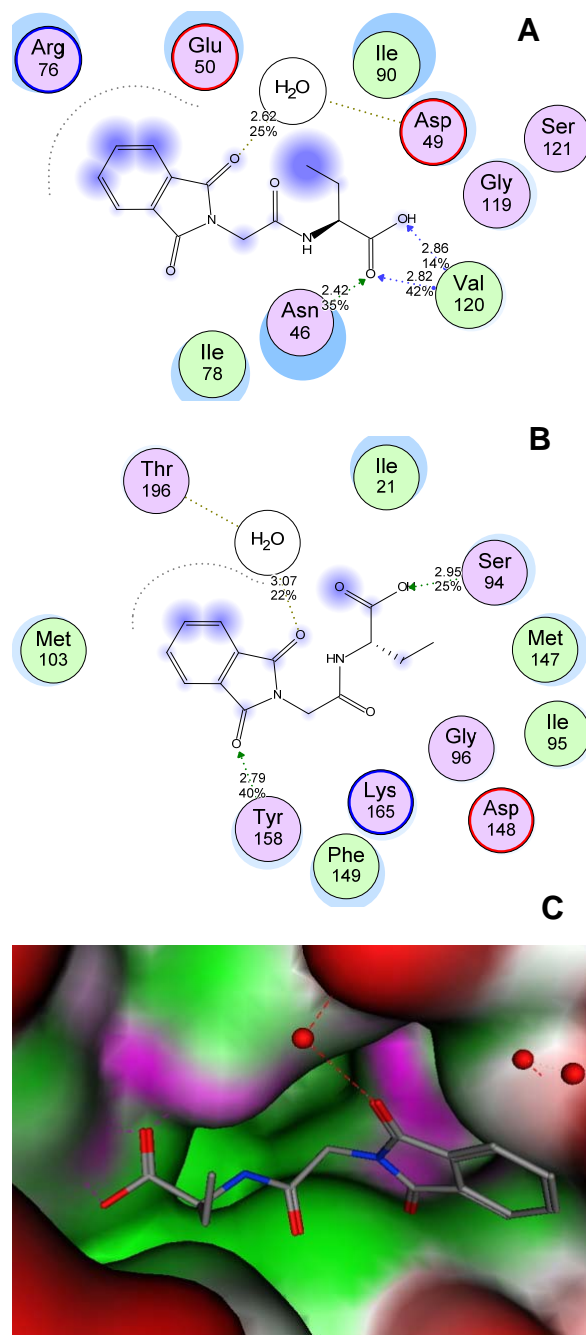 A
Arg
76
Glu
50
Ile
90
H₂O
Asp
49
Ser
121
Gly
119
2.62
25%
O
O
OH
N
N
H
O
O
2.86
14%
2.82
42%
Val
120
2.42
35%
Asn
46
Ile
78
B
Thr
196
Ile
21
H₂O
3.07
22%
Ser
94
2.95
25%
O
OH
Met
103
O
HN
Met
147
N
O
O
Ile
95
Gly
96
2.79
40%
Lys
165
Asp
148
Tyr
158
Phe
149
C